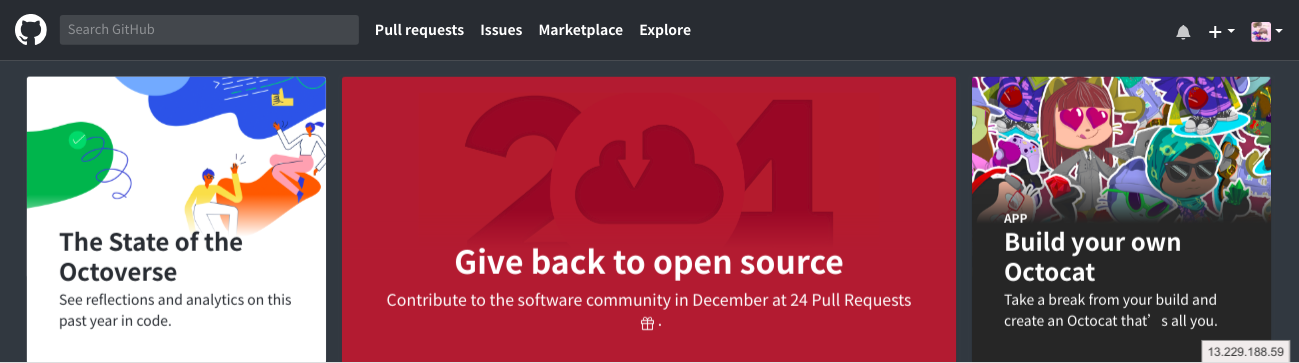 Search GitHub
Pull requests
Issues
Marketplace
Explore
The State of the
Octoverse
See reflections and analytics on this
past year in code.
Give back to open source
Contribute to the software community in December at 24 Pull Requests
.
APP
Build your own
Octocat
Take a break from your build and
create an Octocat that’s all you.
13.229.188.59